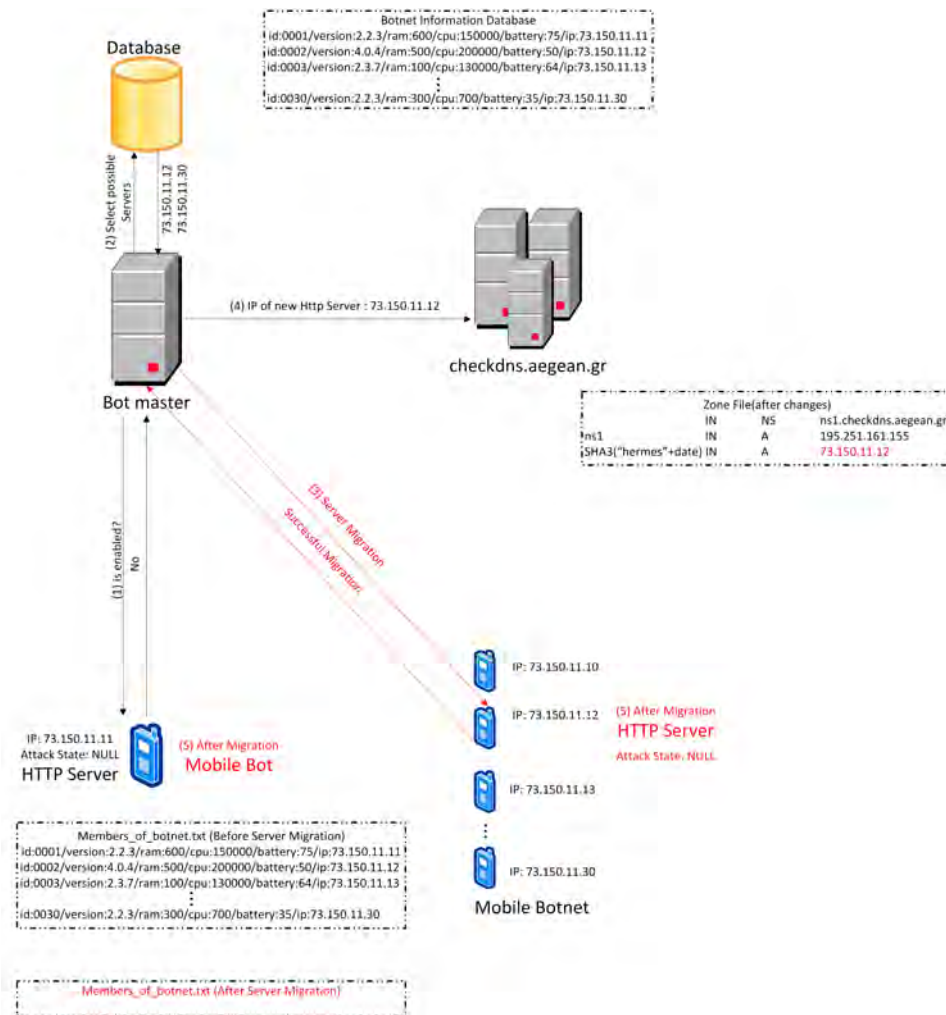 Botnet Information Database
id:0001/version:2.2.3/ram:600/cpu:150000/battery:75/ip:73.150.11.11
id:0002/version:4.0.4/ram:500/cpu:200000/battery:50/ip:73.150.11.12
id:0003/version:2.3.7/ram:100/cpu:130000/battery:64/ip:73.150.11.13
id:0030/version:2.2.3/ram:300/cpu:700/battery:35/ip:73.150.11.30
Database
(2) Select possible
Servers
73.150.11.12
73.150.11.30
(4) IP of new Http Server : 73.150.11.12
checkdns.aegean.gr
Bot master
Zone File(after changes)
IN NS ns1.checkdns.aegean.gr
ns1 IN A 195.251.161.155
SHA3("hermes"+date) IN A 73.150.11.12
(3) Server Migration
Successful Migration
(1) is enabled?
No
IP: 73.150.11.10
IP: 73.150.11.12
(5) After Migration
HTTP Server
Attack State: NULL
IP: 73.150.11.11
Attack State: NULL
HTTP Server
(5) After Migration
Mobile Bot
IP: 73.150.11.13
IP: 73.150.11.30
Mobile Botnet
Members_of_botnet.txt (Before Server Migration)
id:0001/version:2.2.3/ram:600/cpu:150000/battery:75/ip:73.150.11.11
id:0002/version:4.0.4/ram:500/cpu:200000/battery:50/ip:73.150.11.12
id:0003/version:2.3.7/ram:100/cpu:130000/battery:64/ip:73.150.11.13
id:0030/version:2.2.3/ram:300/cpu:700/battery:35/ip:73.150.11.30
Members_of_botnet.txt (After Server Migration)